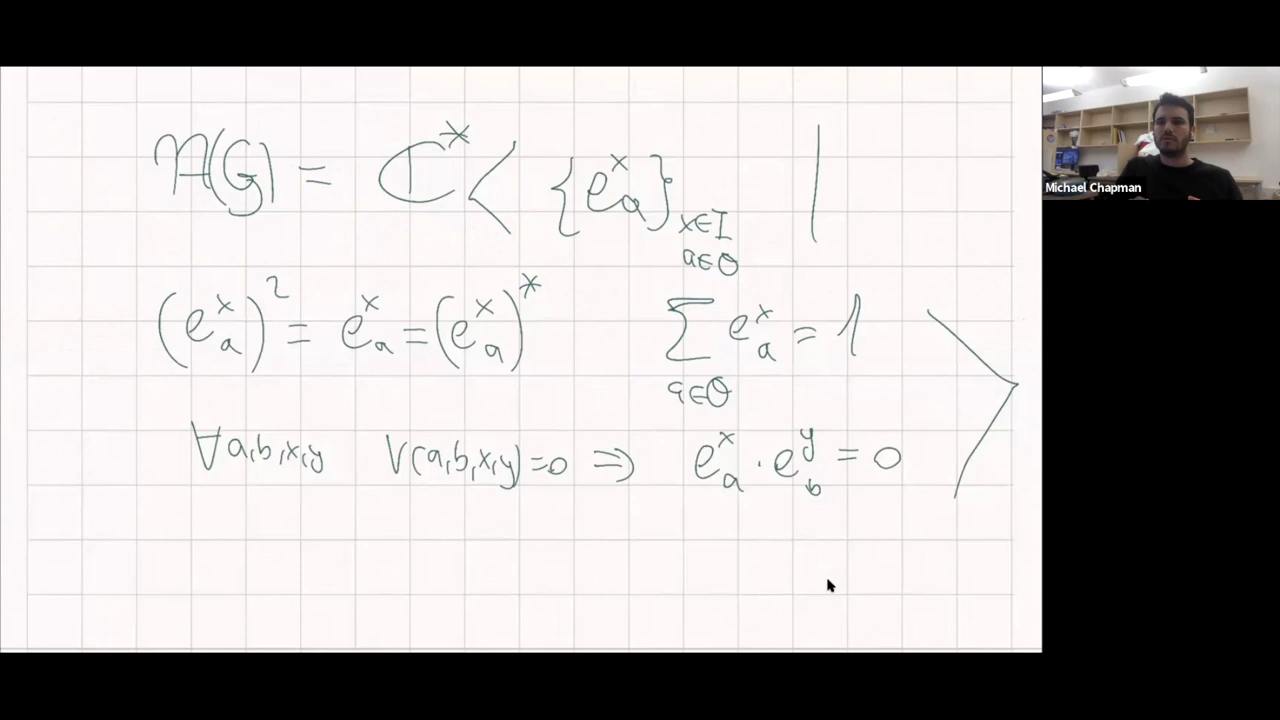 𝒜(G) = ℂ* < { e^x_a }_{x∈I, a∈O} |
(e^x_a)² = e^x_a = (e^x_a)*   ∑_{a∈O} e^x_a = 1 >
∀a,b,x,y   V(a,b,x,y)=0 ⇒ e^x_a · e^y_b = 0
Michael Chapman